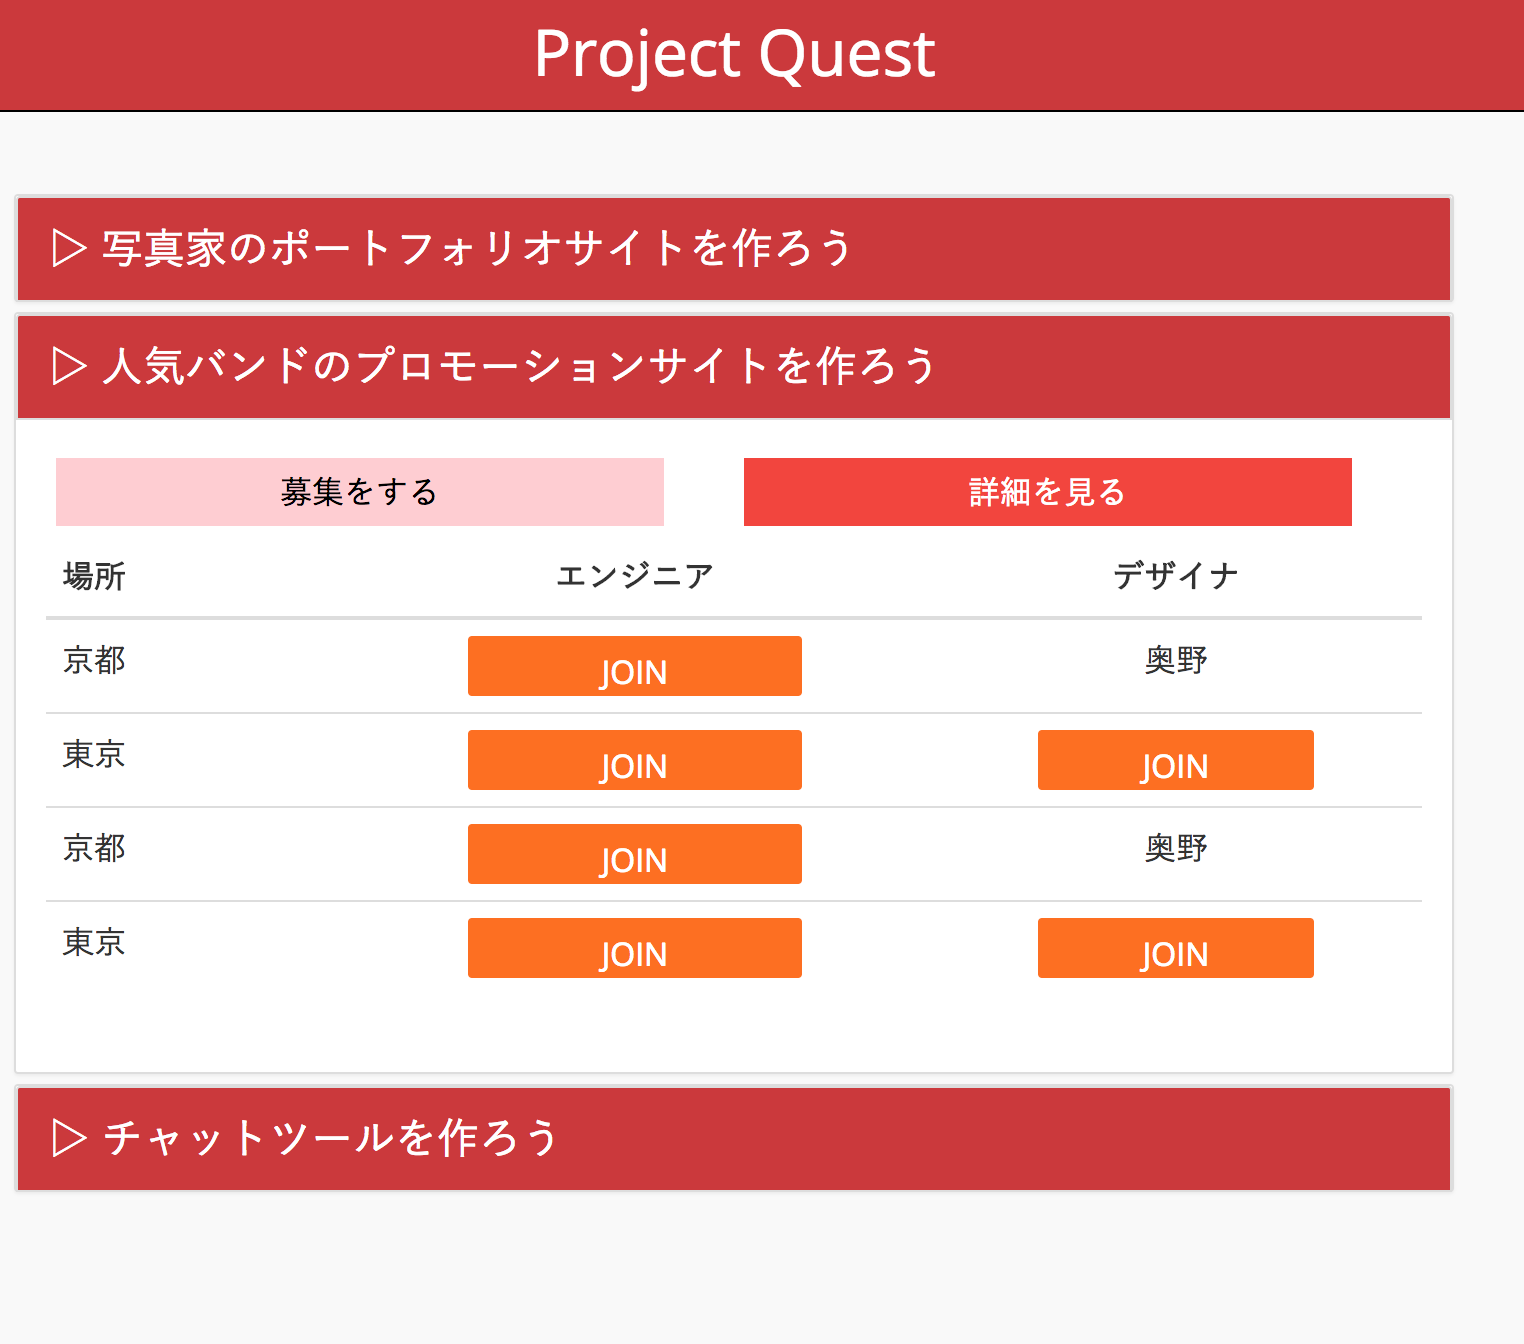 Project Quest
▷ 写真家のポートフォリオサイトを作ろう
▷ 人気バンドのプロモーションサイトを作ろう
募集をする 詳細を見る
場所 エンジニア デザイナ
京都 JOIN 奥野
東京 JOIN JOIN
京都 JOIN 奥野
東京 JOIN JOIN
▷ チャットツールを作ろう